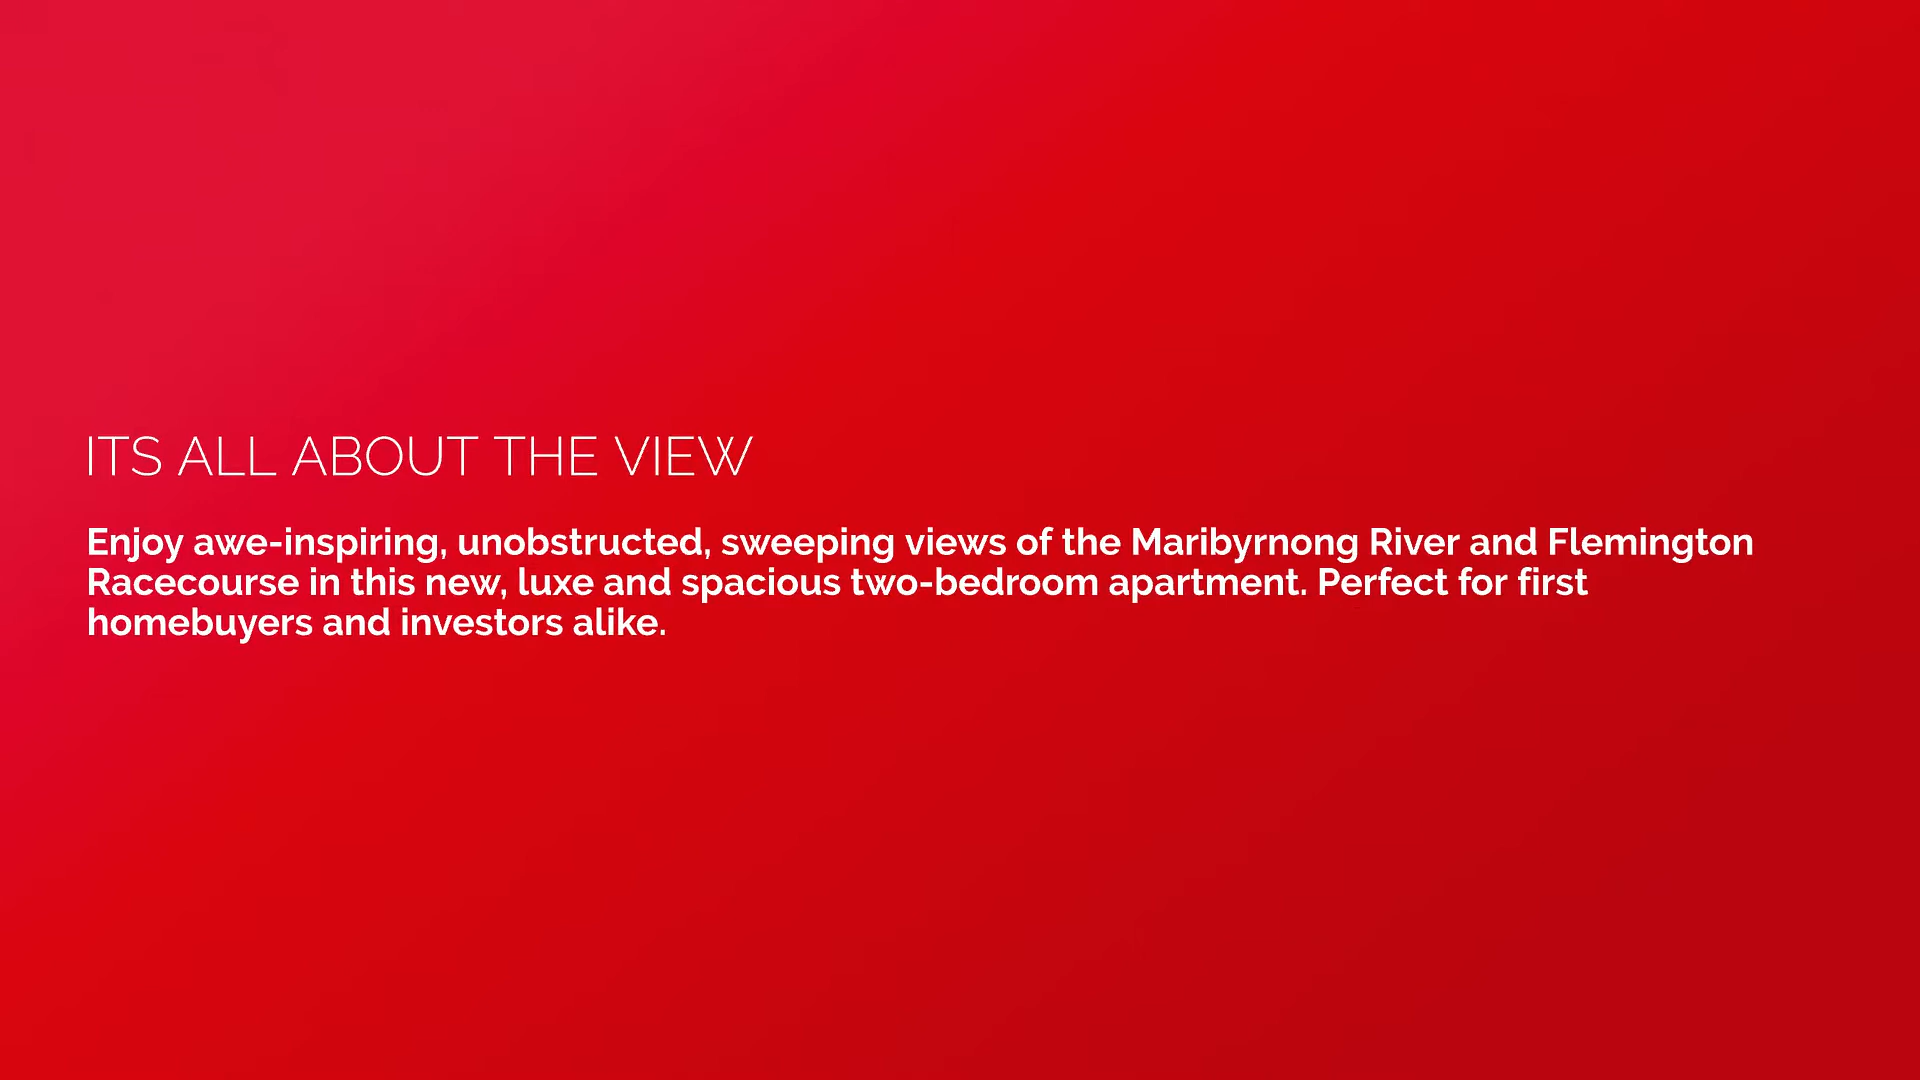 ITS ALL ABOUT THE VIEW
Enjoy awe-inspiring, unobstructed, sweeping views of the Maribyrnong River and Flemington
Racecourse in this new, luxe and spacious two-bedroom apartment. Perfect for first
homebuyers and investors alike.